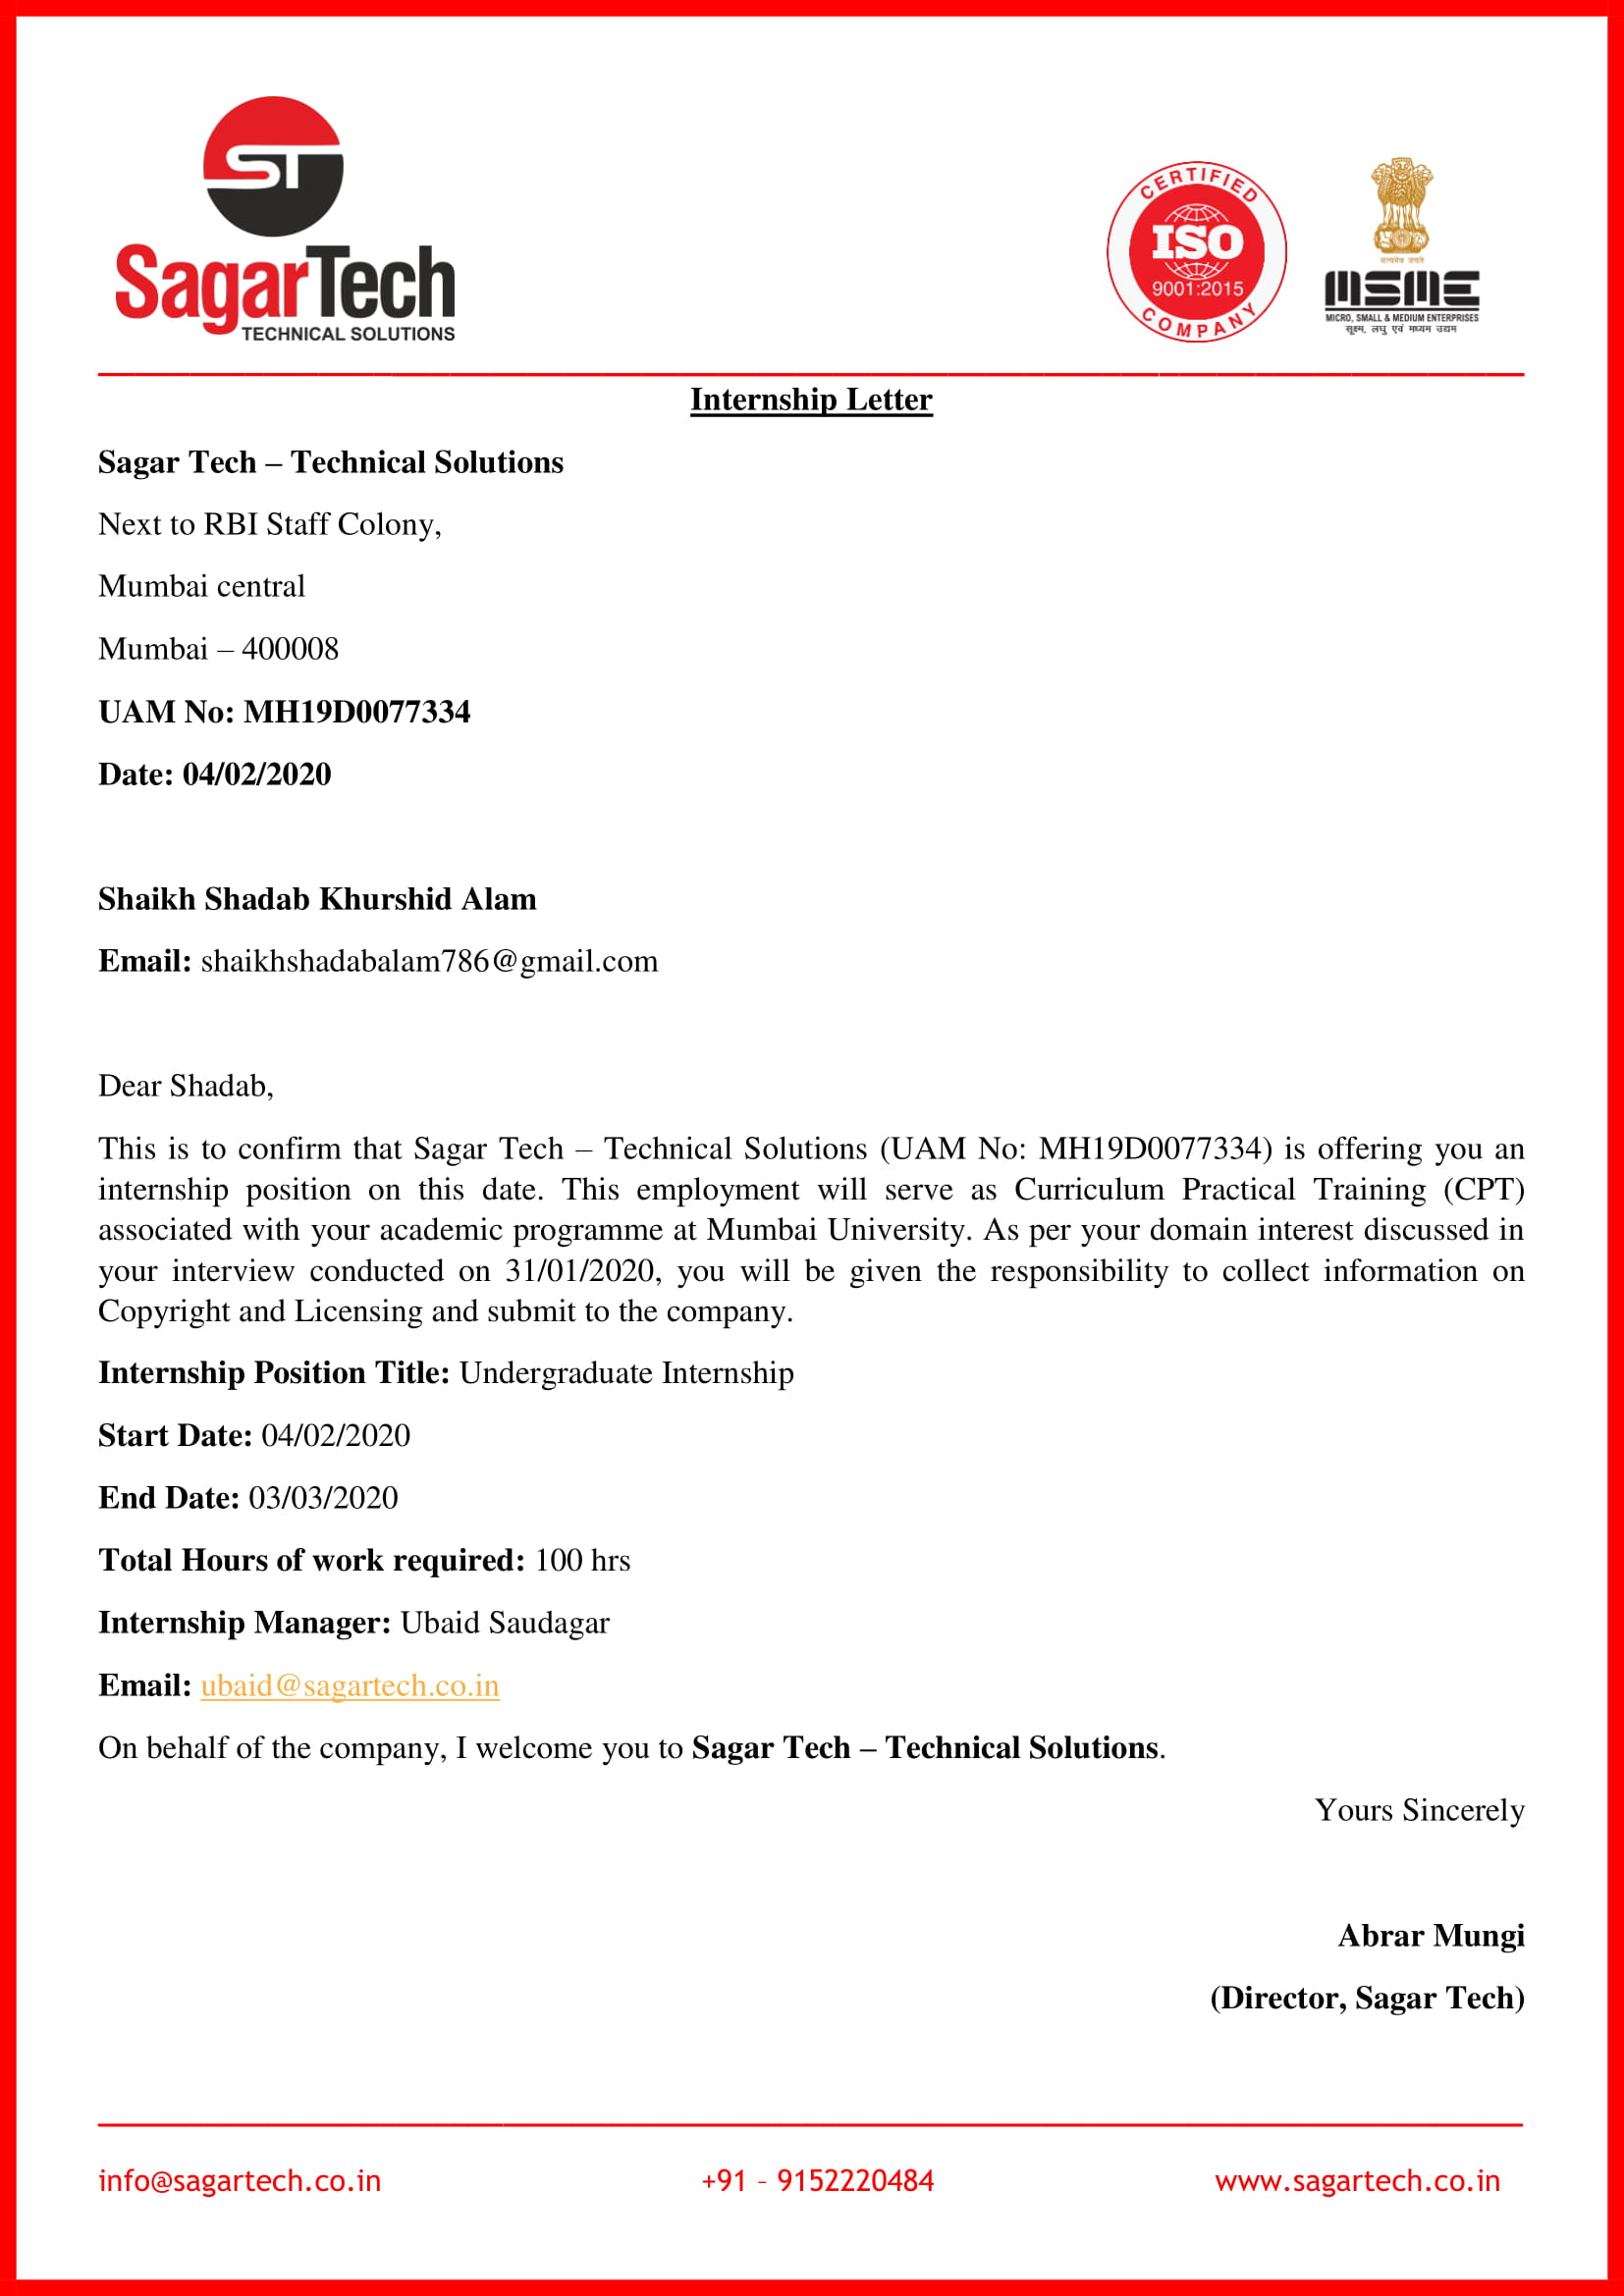 ST
SagarTech
TECHNICAL SOLUTIONS
CERTIFIED
ISO
9001:2015
COMPANY
सत्यमेव जयते
MSME
MICRO, SMALL & MEDIUM ENTERPRISES
सूक्ष्म, लघु एवं मध्यम उद्यम
Internship Letter
Sagar Tech – Technical Solutions
Next to RBI Staff Colony,
Mumbai central
Mumbai – 400008
UAM No: MH19D0077334
Date: 04/02/2020
Shaikh Shadab Khurshid Alam
Email: shaikhshadabalam786@gmail.com
Dear Shadab,
This is to confirm that Sagar Tech – Technical Solutions (UAM No: MH19D0077334) is offering you an
internship position on this date. This employment will serve as Curriculum Practical Training (CPT)
associated with your academic programme at Mumbai University. As per your domain interest discussed in
your interview conducted on 31/01/2020, you will be given the responsibility to collect information on
Copyright and Licensing and submit to the company.
Internship Position Title: Undergraduate Internship
Start Date: 04/02/2020
End Date: 03/03/2020
Total Hours of work required: 100 hrs
Internship Manager: Ubaid Saudagar
Email: ubaid@sagartech.co.in
On behalf of the company, I welcome you to Sagar Tech – Technical Solutions.
Yours Sincerely
Abrar Mungi
(Director, Sagar Tech)
info@sagartech.co.in
+91 – 9152220484
www.sagartech.co.in